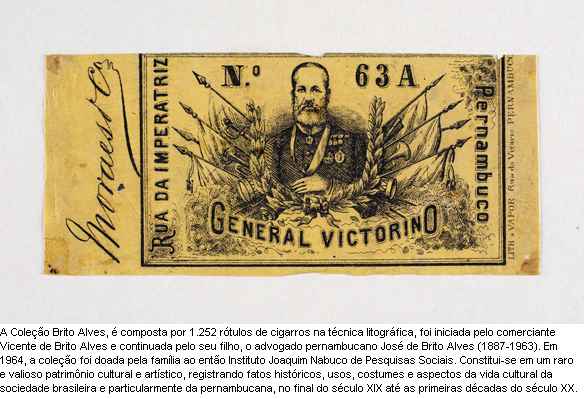 Moraes & Co
RUA DA IMPERATRIZ
N.º 63 A
GENERAL VICTORINO
Pernambuco
LITH a VAPOR Rua do Vicario PERNAMBUCO
A Coleção Brito Alves, é composta por 1.252 rótulos de cigarros na técnica litográfica, foi iniciada pelo comerciante
Vicente de Brito Alves e continuada pelo seu filho, o advogado pernambucano José de Brito Alves (1887-1963). Em
1964, a coleção foi doada pela família ao então Instituto Joaquim Nabuco de Pesquisas Sociais. Constitui-se em um raro
e valioso patrimônio cultural e artístico, registrando fatos históricos, usos, costumes e aspectos da vida cultural da
sociedade brasileira e particularmente da pernambucana, no final do século XIX até as primeiras décadas do século XX.